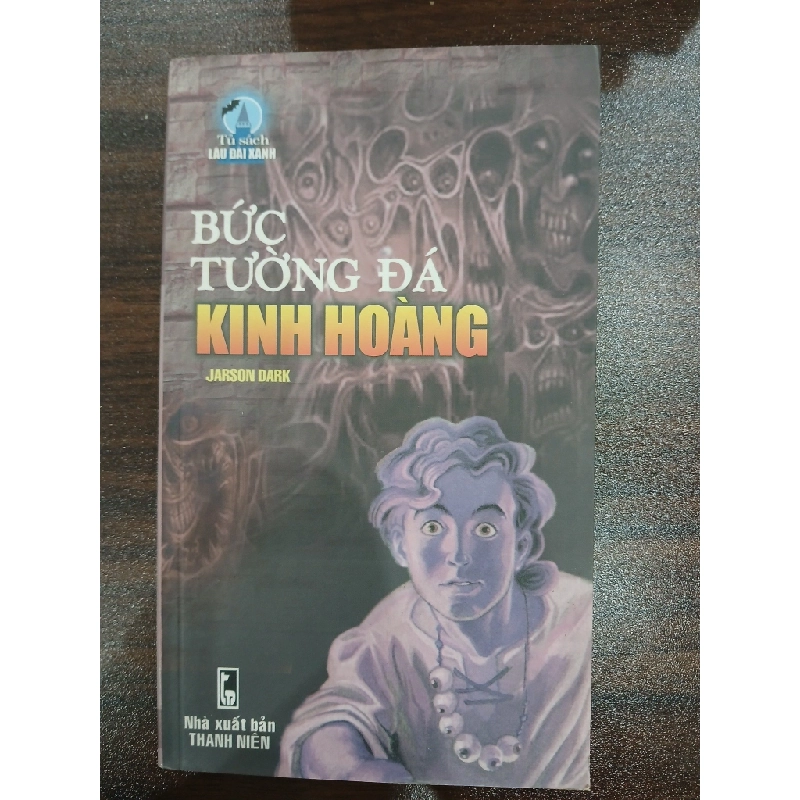 Tủ sách
LÂU ĐÀI XANH
BỨC
TƯỜNG ĐÁ
KINH HOÀNG
JARSON DARK
Nhà xuất bản
THANH NIÊN